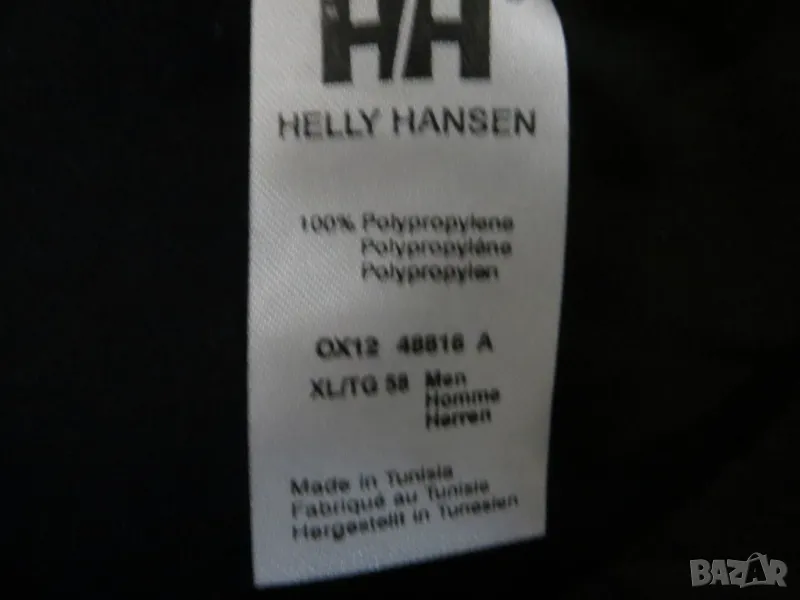 HH
HELLY HANSEN
100% Polypropylene
Polypropylène
Polypropylen
OX12 48816 A
XL/TG 58 Men
Homme
Herren
Made in Tunisia
Fabriqué au Tunisie
Hergestellt in Tunesien
BAZAR